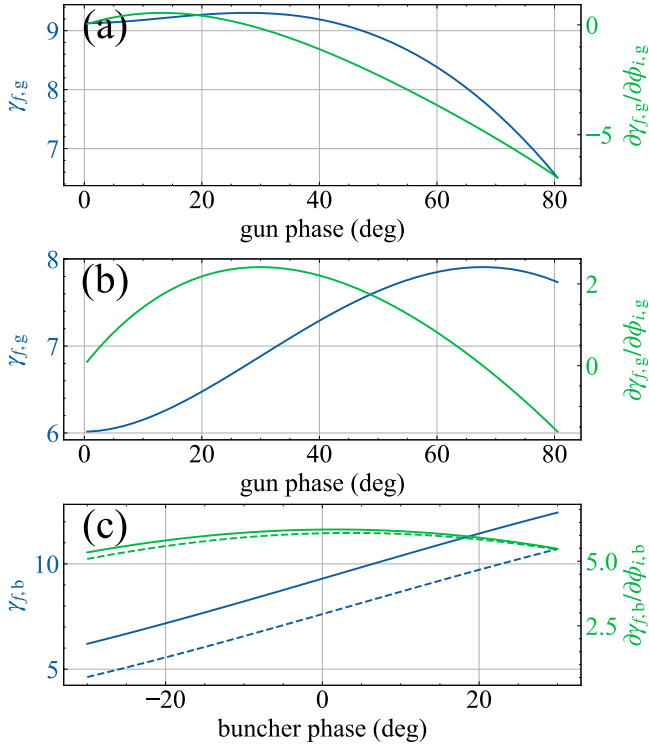 (a)
9
8
7
γf,g
0
−5
∂γf,g/∂ϕi,g
0 20 40 60 80
gun phase (deg)
(b)
8
7
6
γf,g
2
0
∂γf,g/∂ϕi,g
0 20 40 60 80
gun phase (deg)
(c)
10
5
γf,b
5.0
2.5
∂γf,b/∂ϕi,b
−20 0 20
buncher phase (deg)